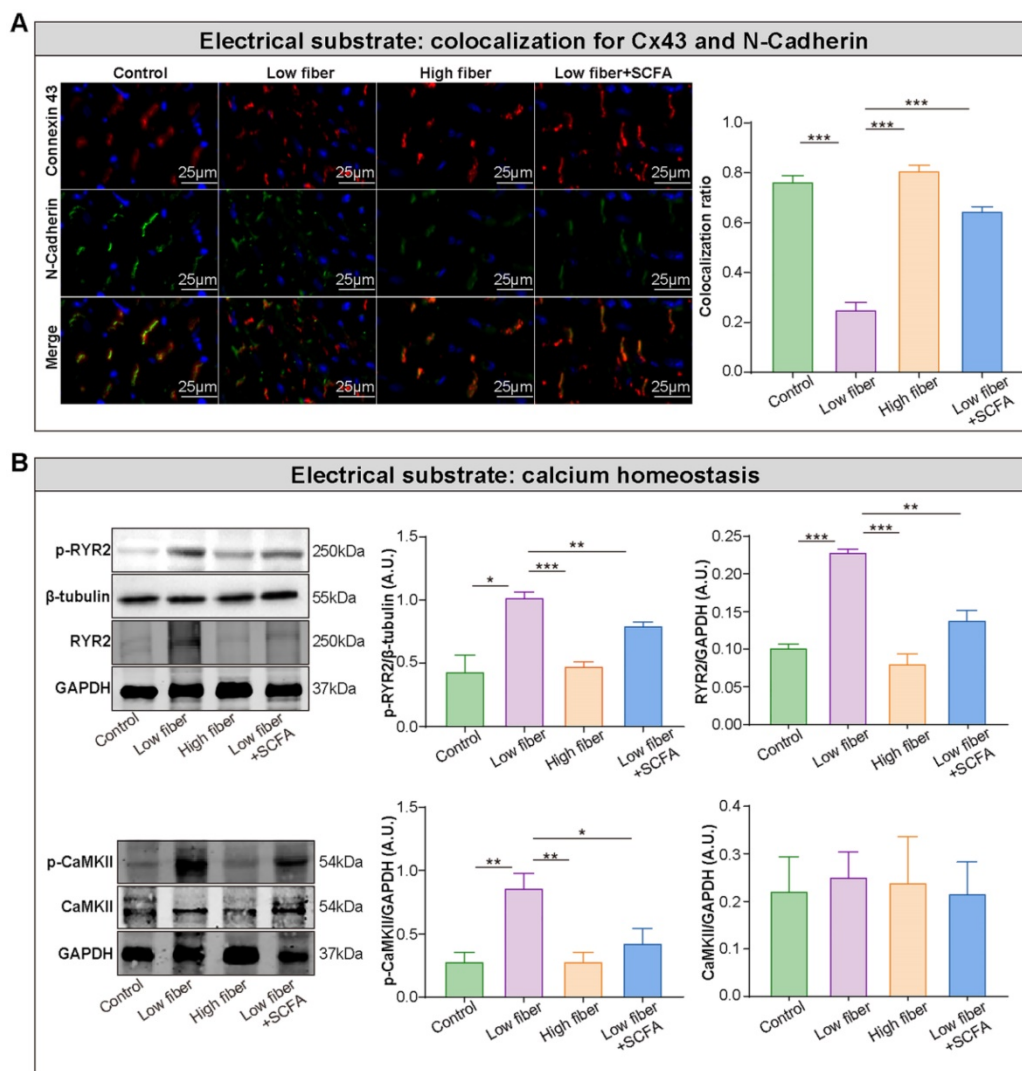 A
Electrical substrate: colocalization for Cx43 and N-Cadherin
Control Low fiber High fiber Low fiber+SCFA
Connexin 43
25μm 25μm 25μm 25μm
N-Cadherin
25μm 25μm 25μm 25μm
Merge
25μm 25μm 25μm 25μm
Colocalization ratio
1.0
0.8
0.6
0.4
0.2
0.0
*** *** ***
Control Low fiber High fiber Low fiber
+SCFA
B
Electrical substrate: calcium homeostasis
p-RYR2 250kDa
β-tubulin 55kDa
RYR2 250kDa
GAPDH 37kDa
Control Low fiber High fiber Low fiber
+SCFA
p-RYR2/β-tubulin (A.U.)
1.5
1.0
0.5
0.0
* *** **
Control Low fiber High fiber Low fiber
+SCFA
RYR2/GAPDH (A.U.)
0.25
0.20
0.15
0.10
0.05
0.00
*** *** **
Control Low fiber High fiber Low fiber
+SCFA
p-CaMKII 54kDa
CaMKII 54kDa
GAPDH 37kDa
Control Low fiber High fiber Low fiber
+SCFA
p-CaMKII/GAPDH (A.U.)
1.5
1.0
0.5
0.0
** ** *
Control Low fiber High fiber Low fiber
+SCFA
CaMKII/GAPDH (A.U.)
0.4
0.3
0.2
0.1
0.0
Control Low fiber High fiber Low fiber
+SCFA